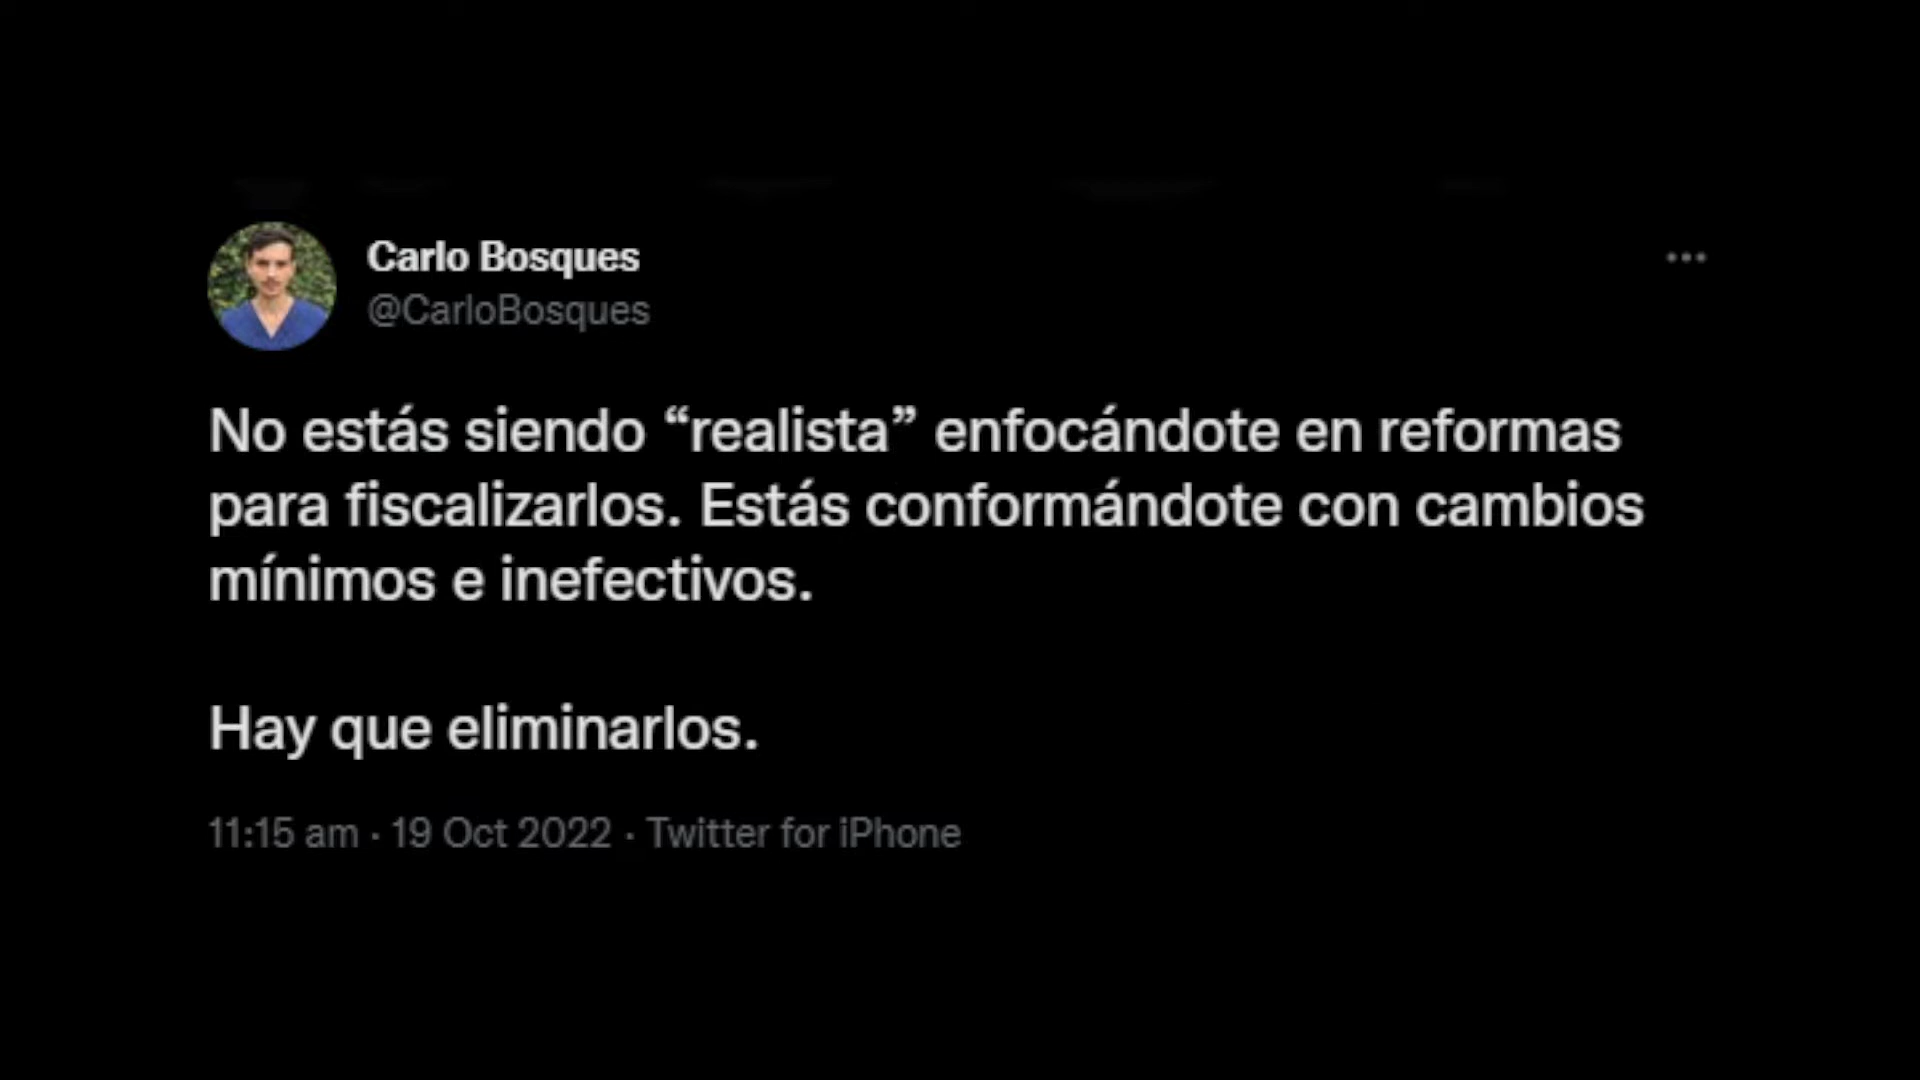 Carlo Bosques
@CarloBosques
No estás siendo “realista” enfocándote en reformas
para fiscalizarlos. Estás conformándote con cambios
mínimos e inefectivos.
Hay que eliminarlos.
11:15 am · 19 Oct 2022 · Twitter for iPhone